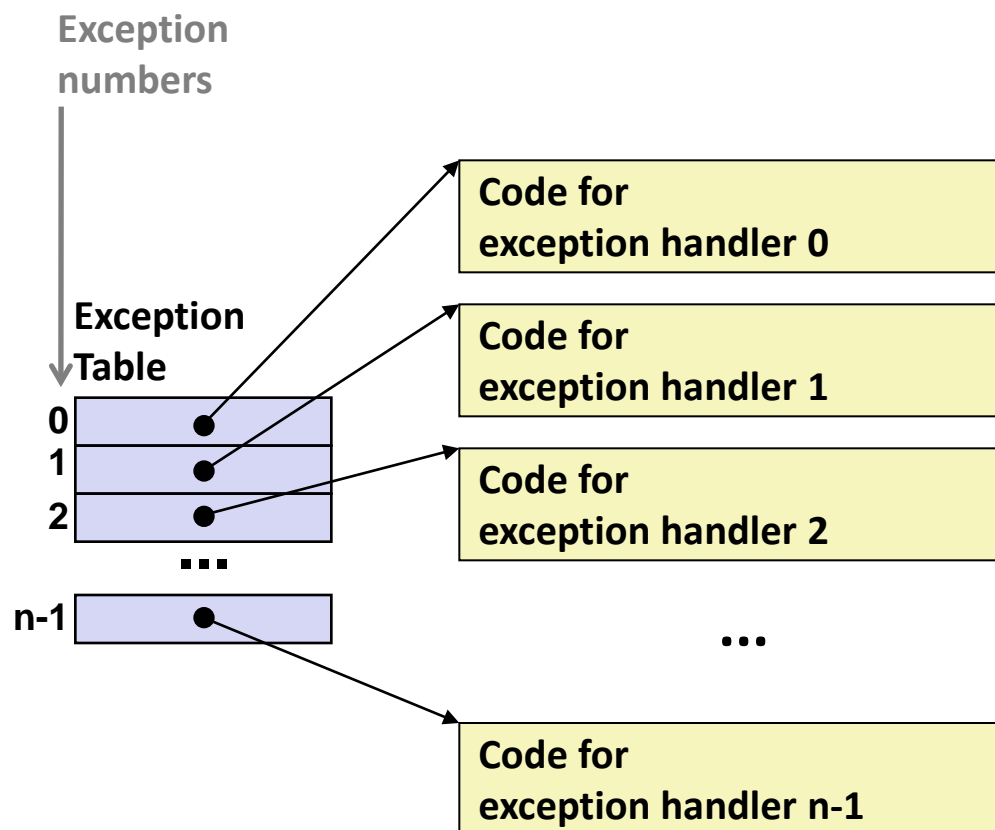 Exception
numbers
Code for
exception handler 0
Exception
Table
Code for
exception handler 1
0
1
2
...
n-1
Code for
exception handler 2
...
Code for
exception handler n-1